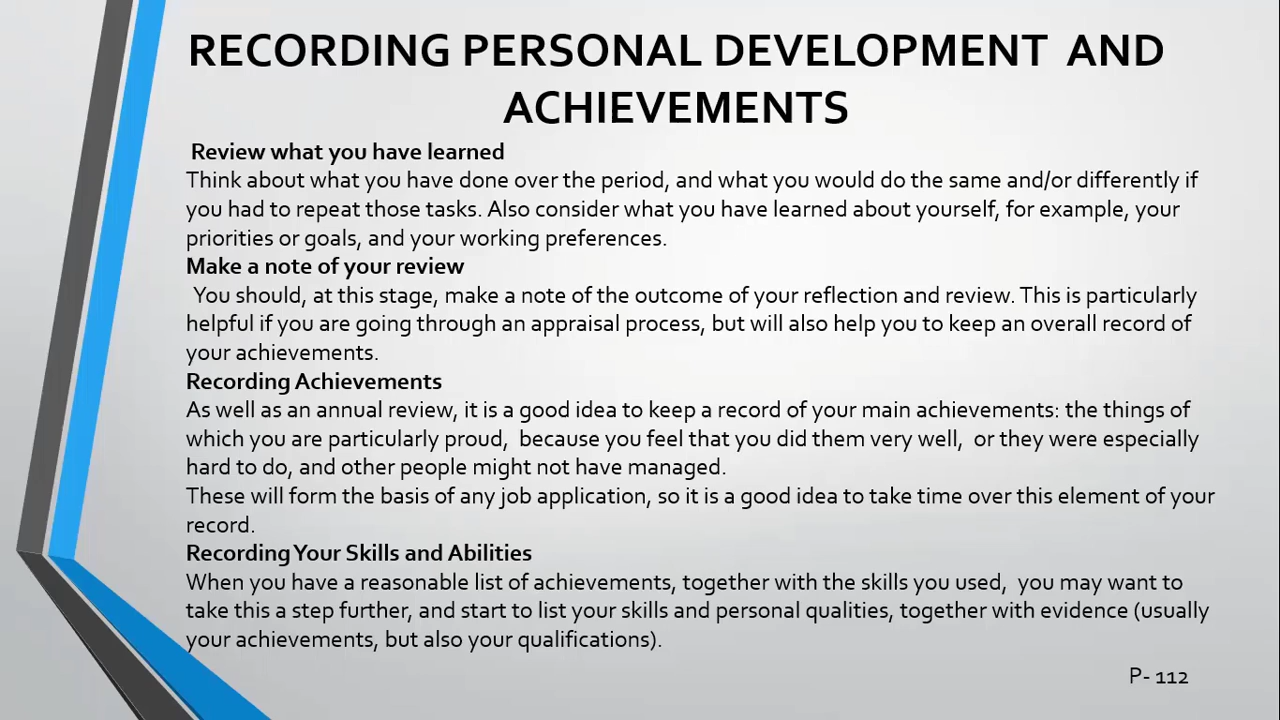 RECORDING PERSONAL DEVELOPMENT AND
ACHIEVEMENTS
Review what you have learned
Think about what you have done over the period, and what you would do the same and/or differently if
you had to repeat those tasks. Also consider what you have learned about yourself, for example, your
priorities or goals, and your working preferences.
Make a note of your review
You should, at this stage, make a note of the outcome of your reflection and review. This is particularly
helpful if you are going through an appraisal process, but will also help you to keep an overall record of
your achievements.
Recording Achievements
As well as an annual review, it is a good idea to keep a record of your main achievements: the things of
which you are particularly proud, because you feel that you did them very well, or they were especially
hard to do, and other people might not have managed.
These will form the basis of any job application, so it is a good idea to take time over this element of your
record.
Recording Your Skills and Abilities
When you have a reasonable list of achievements, together with the skills you used, you may want to
take this a step further, and start to list your skills and personal qualities, together with evidence (usually
your achievements, but also your qualifications).
P- 112